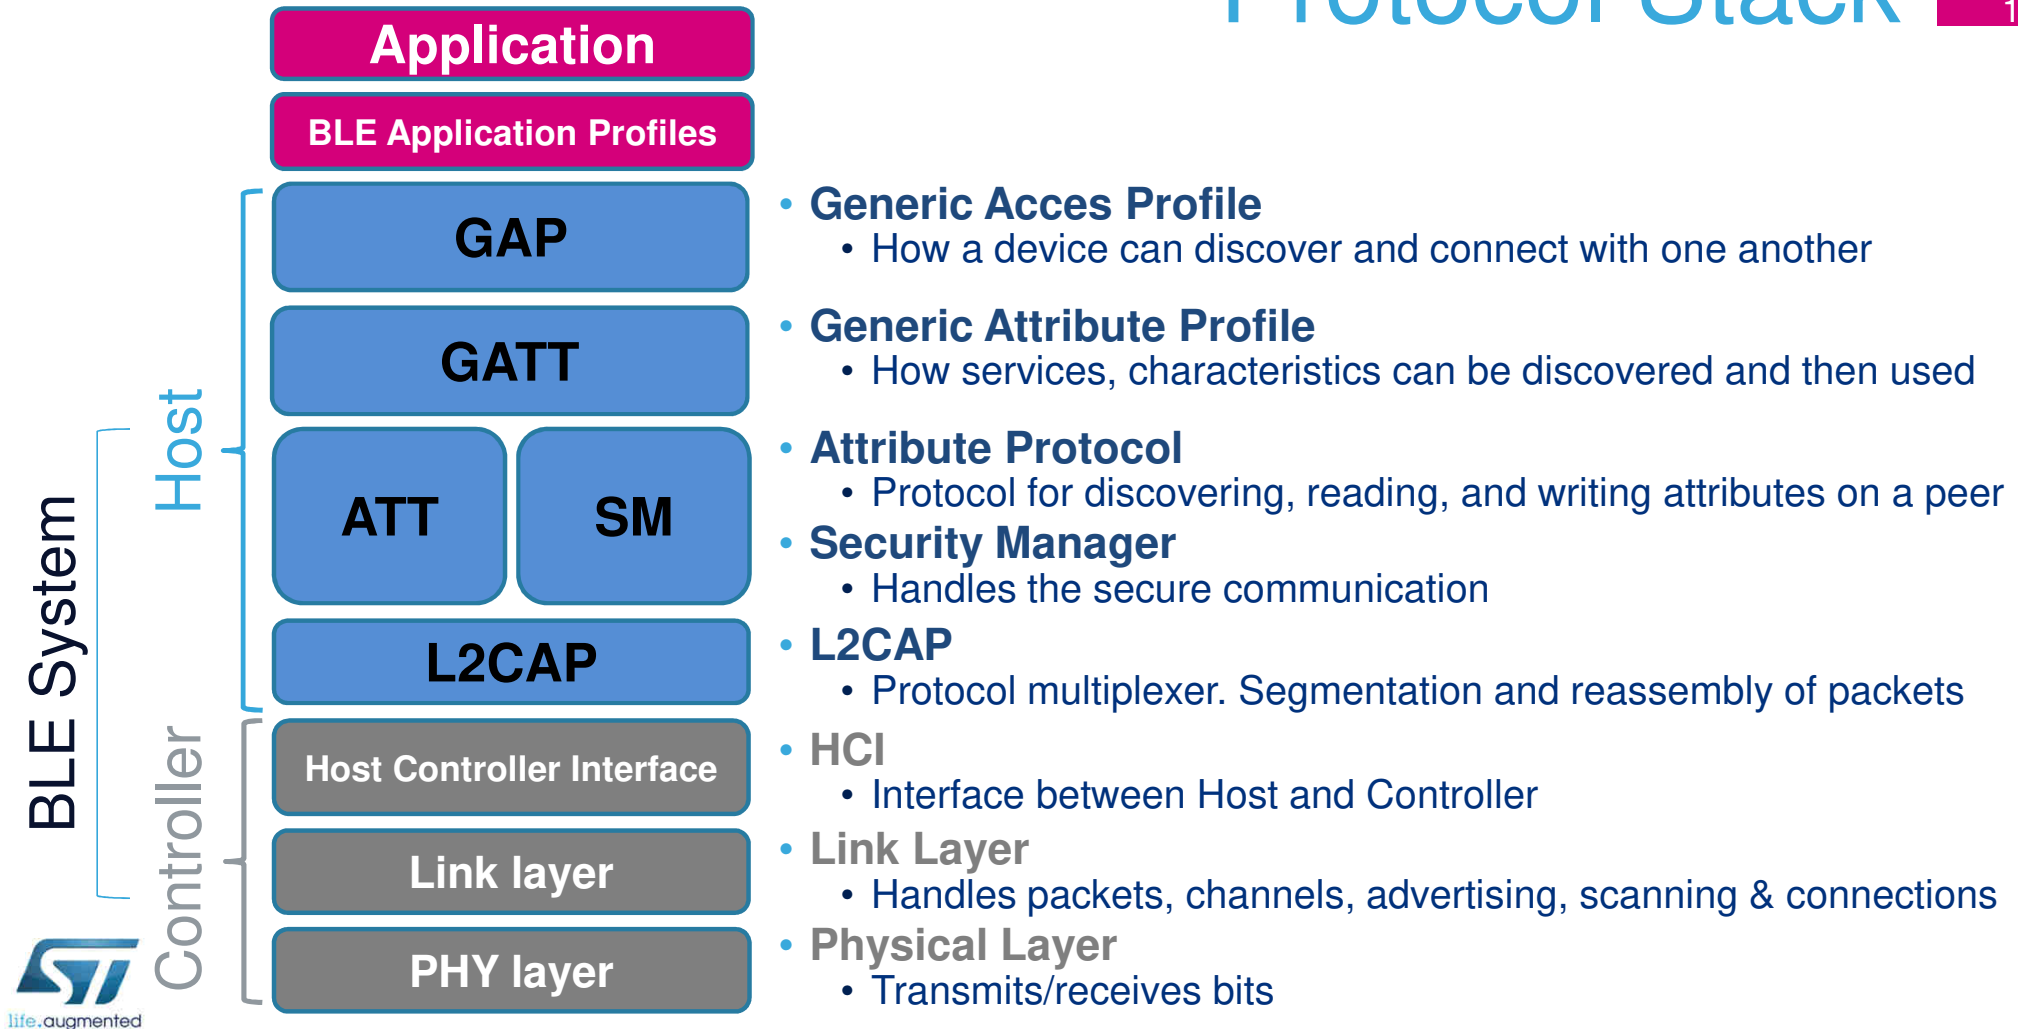 Protocol Stack
1
Application
BLE Application Profiles
GAP
• Generic Acces Profile
• How a device can discover and connect with one another
GATT
• Generic Attribute Profile
• How services, characteristics can be discovered and then used
ATT
SM
• Attribute Protocol
• Protocol for discovering, reading, and writing attributes on a peer
• Security Manager
• Handles the secure communication
L2CAP
• L2CAP
• Protocol multiplexer. Segmentation and reassembly of packets
Host Controller Interface
• HCI
• Interface between Host and Controller
Link layer
• Link Layer
• Handles packets, channels, advertising, scanning & connections
PHY layer
• Physical Layer
• Transmits/receives bits
Host
Controller
BLE System
ST
life.augmented